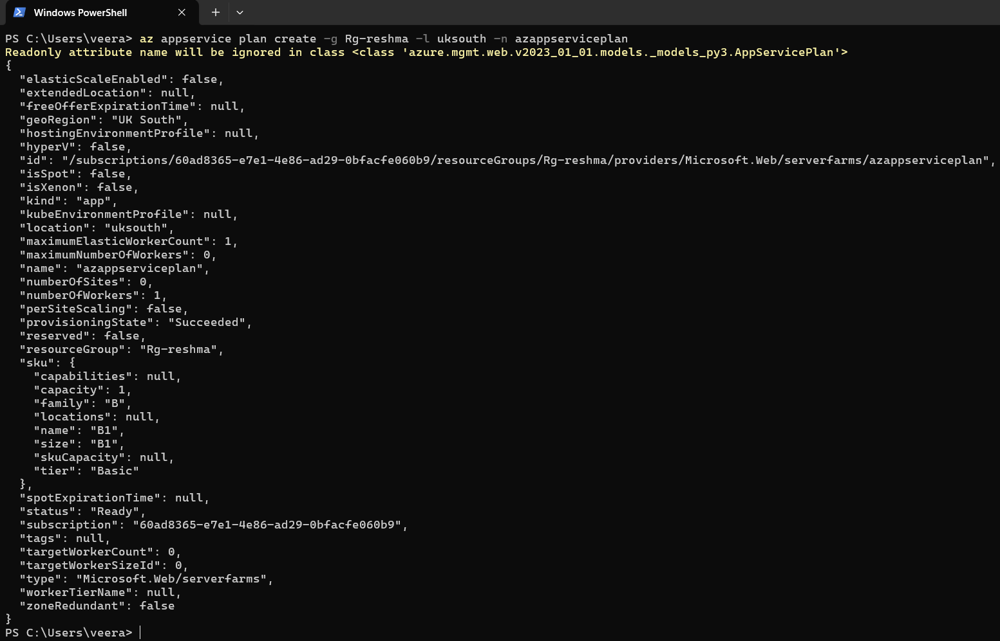 Windows PowerShell
PS C:\Users\veera> az appservice plan create -g Rg-reshma -l uksouth -n azappserviceplan
Readonly attribute name will be ignored in class <class 'azure.mgmt.web.v2023_01_01.models._models_py3.AppServicePlan'>
{
  "elasticScaleEnabled": false,
  "extendedLocation": null,
  "freeOfferExpirationTime": null,
  "geoRegion": "UK South",
  "hostingEnvironmentProfile": null,
  "hyperV": false,
  "id": "/subscriptions/60ad8365-e7e1-4e86-ad29-0bfacfe060b9/resourceGroups/Rg-reshma/providers/Microsoft.Web/serverfarms/azappserviceplan",
  "isSpot": false,
  "isXenon": false,
  "kind": "app",
  "kubeEnvironmentProfile": null,
  "location": "uksouth",
  "maximumElasticWorkerCount": 1,
  "maximumNumberOfWorkers": 0,
  "name": "azappserviceplan",
  "numberOfSites": 0,
  "numberOfWorkers": 1,
  "perSiteScaling": false,
  "provisioningState": "Succeeded",
  "reserved": false,
  "resourceGroup": "Rg-reshma",
  "sku": {
    "capabilities": null,
    "capacity": 1,
    "family": "B",
    "locations": null,
    "name": "B1",
    "size": "B1",
    "skuCapacity": null,
    "tier": "Basic"
  },
  "spotExpirationTime": null,
  "status": "Ready",
  "subscription": "60ad8365-e7e1-4e86-ad29-0bfacfe060b9",
  "tags": null,
  "targetWorkerCount": 0,
  "targetWorkerSizeId": 0,
  "type": "Microsoft.Web/serverfarms",
  "workerTierName": null,
  "zoneRedundant": false
}
PS C:\Users\veera>